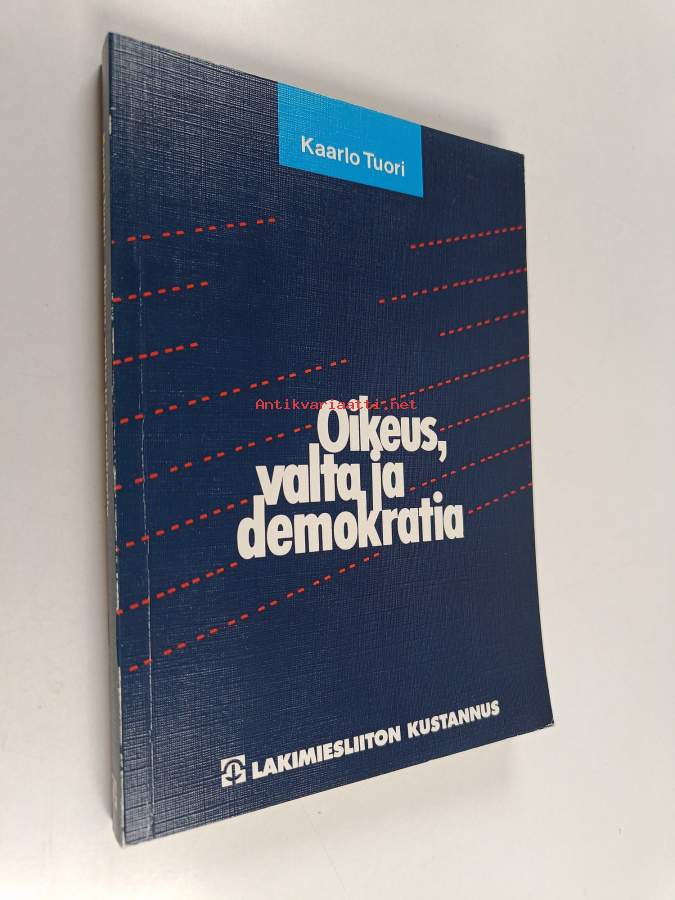 Kaarlo Tuori
Antikvariaatti.net
Oikeus,
valta ja
demokratia
LAKIMIESLIITON KUSTANNUS